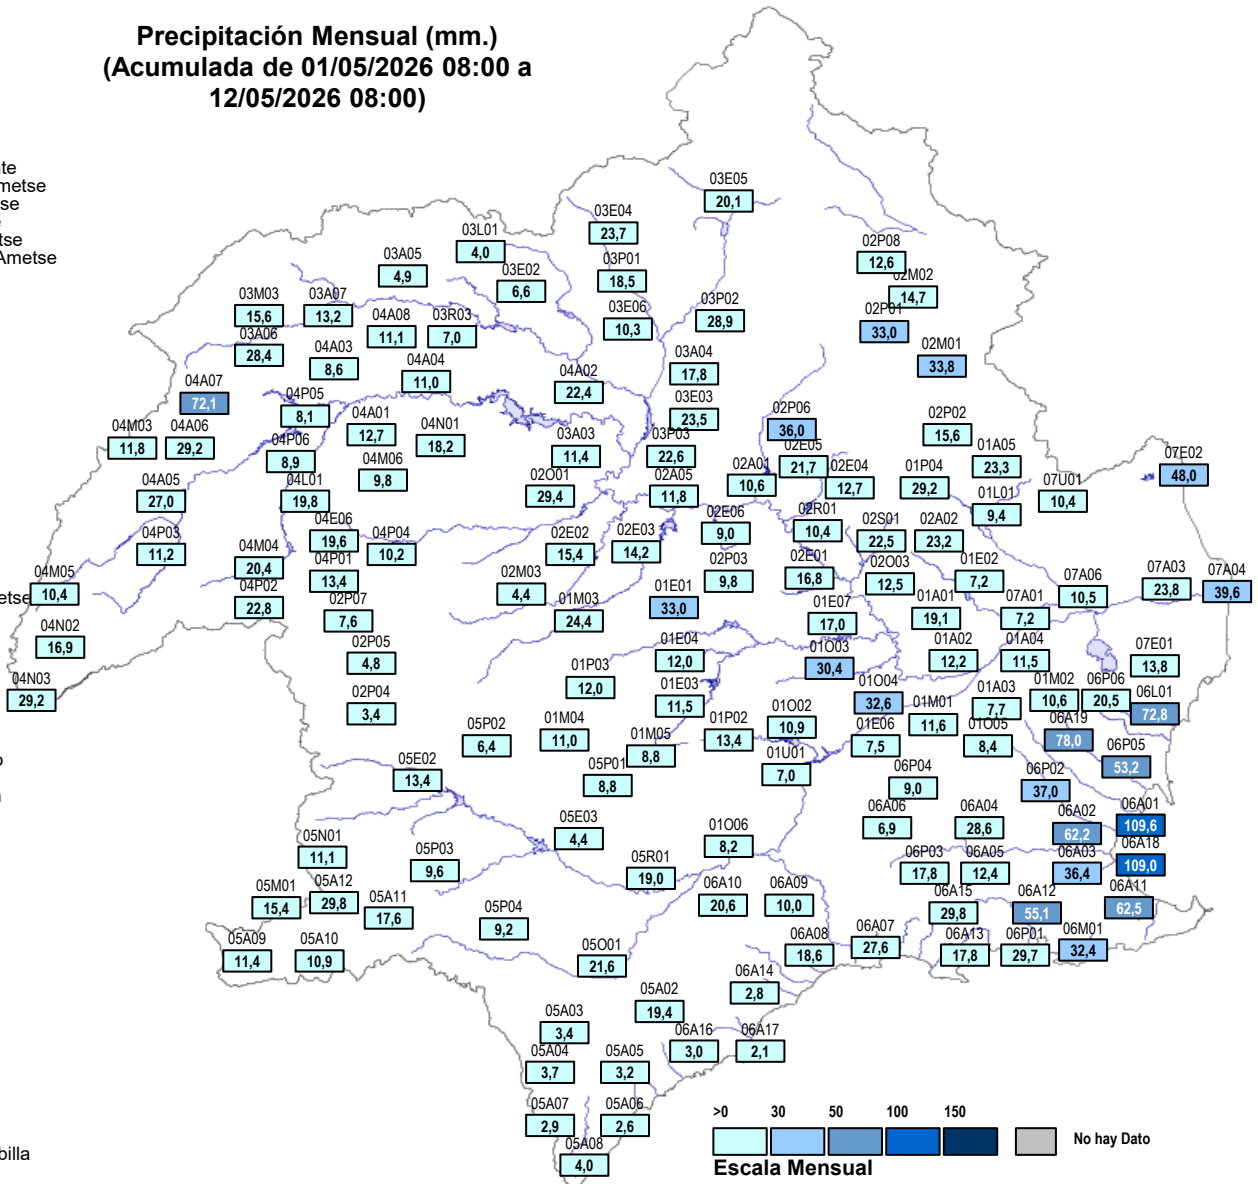 Precipitación Mensual (mm.)
(Acumulada de 01/05/2026 08:00 a
12/05/2026 08:00)
nte
metse
se
e
tse
Ametse
03E05
20,1
03E04
23,7
03L01
4,0
03A05
4,9
03E02
6,6
03P01
18,5
02P08
12,6
02M02
14,7
03M03
15,6
03A07
13,2
04A08
11,1
03R03
7,0
03E06
10,3
03P02
28,9
02P01
33,0
03A06
28,4
04A03
8,6
04A04
11,0
03A04
17,8
02M01
33,8
04A07
72,1
04P05
8,1
04A02
22,4
03E03
23,5
02P06
36,0
02P02
15,6
04M03
11,8
04A06
29,2
04A01
12,7
04N01
18,2
04P06
8,9
03A03
11,4
03P03
22,6
02E05
21,7
01A05
23,3
07E02
48,0
04M06
9,8
04A05
27,0
04L01
19,8
02O01
29,4
02A05
11,8
02A01
10,6
02E04
12,7
01P04
29,2
07U01
10,4
01L01
9,4
04P03
11,2
04E06
19,6
04P04
10,2
02E02
15,4
02E03
14,2
02E06
9,0
02R01
10,4
02S01
22,5
02A02
23,2
04M04
20,4
04P01
13,4
02P03
9,8
02E01
16,8
02O03
12,5
01E02
7,2
04M05
10,4
etse
04P02
22,8
02P07
7,6
02M03
4,4
01M03
24,4
01E01
33,0
01E07
17,0
01A01
19,1
07A01
7,2
07A06
10,5
07A03
23,8
07A04
39,6
04N02
16,9
02P05
4,8
01E04
12,0
01O03
30,4
01A02
12,2
01A04
11,5
07E01
13,8
04N03
29,2
02P04
3,4
01P03
12,0
01E03
11,5
01O04
32,6
01A03
7,7
01M02
10,6
06P06
20,5
06L01
72,8
05P02
6,4
01M04
11,0
01M05
8,8
01P02
13,4
01O02
10,9
01E06
7,5
01M01
11,6
01O05
8,4
06A19
78,0
06P05
53,2
o
05E02
13,4
05P01
8,8
01U01
7,0
06P04
9,0
06P02
37,0
05E03
4,4
01O06
8,2
06A06
6,9
06A04
28,6
06A02
62,2
06A01
109,6
05N01
11,1
05P03
9,6
05R01
19,0
06P03
17,8
06A05
12,4
06A03
36,4
06A18
109,0
05M01
15,4
05A12
29,8
05A11
17,6
06A10
20,6
06A09
10,0
06A15
29,8
06A12
55,1
06A11
62,5
05P04
9,2
05A09
11,4
05A10
10,9
05O01
21,6
06A08
18,6
06A07
27,6
06A13
17,8
06P01
29,7
06M01
32,4
06A14
2,8
05A02
19,4
05A03
3,4
06A16
3,0
06A17
2,1
05A04
3,7
05A05
3,2
05A07
2,9
05A06
2,6
billa
05A08
4,0
>0 30 50 100 150
No hay Dato
Escala Mensual